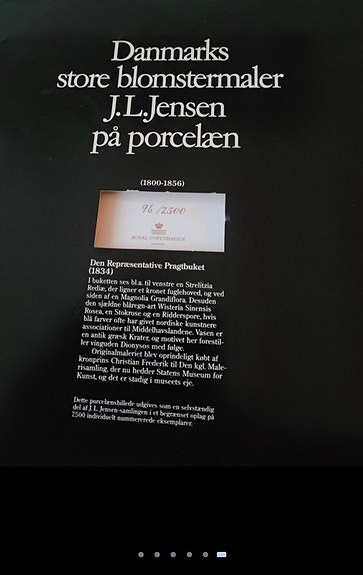 Danmarks
store blomstermaler
J.L.Jensen
på porcelæn
(1800-1856)
96/7500
ROYAL COPENHAGEN
Den Repræsentative Pragtbuket
(1834)
I buketten ses bl.a. til venstre en Strelitzia
Rediæ, der ligner et kronet fuglehoved, og ved
siden af en Magnolia Grandiflora. Desuden
den sjældne blåregn-art Wisteria Sinensis
Rosea, en Stokrose og en Ridderspore, hvis
blå farver ofte har givet nordiske kunstnere
associationer til Middelhavslandene. Vasen er
en antik græsk Krater, og motivet her forestil-
ler vinguden Dionysos med følge.
Originalmaleriet blev oprindeligt købt af
kronprins Christian Frederik til Den kgl. Male-
risamling, der nu hedder Statens Museum for
Kunst, og det er stadig i museets eje.
Dette porcelænsbillede udgives som en selvstændig
del af J.L. Jensen-samlingen i et begrænset oplag på
7.500 individuelt nummererede eksemplarer.